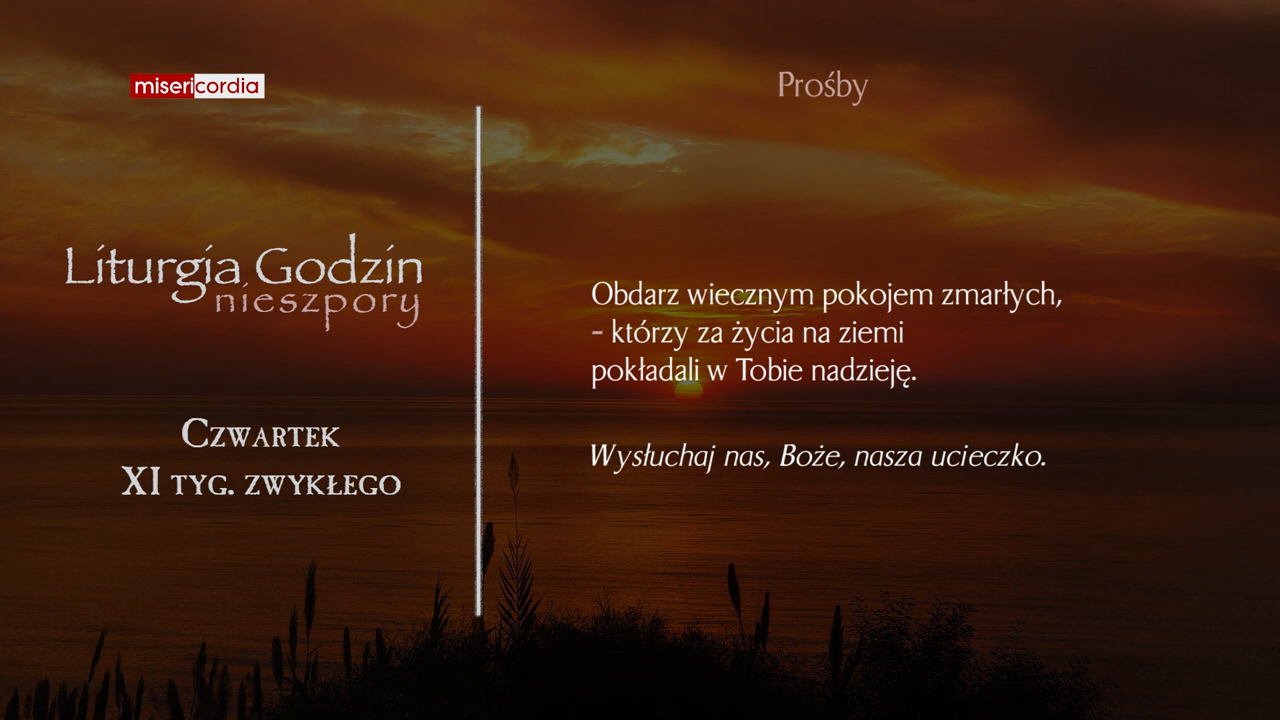 misericordia
Liturgia Godzin
nieszpory
Czwartek
XI tyg. zwykłego
Prośby
Obdarz wiecznym pokojem zmarłych,
– którzy za życia na ziemi
pokładali w Tobie nadzieję.
Wysłuchaj nas, Boże, nasza ucieczko.